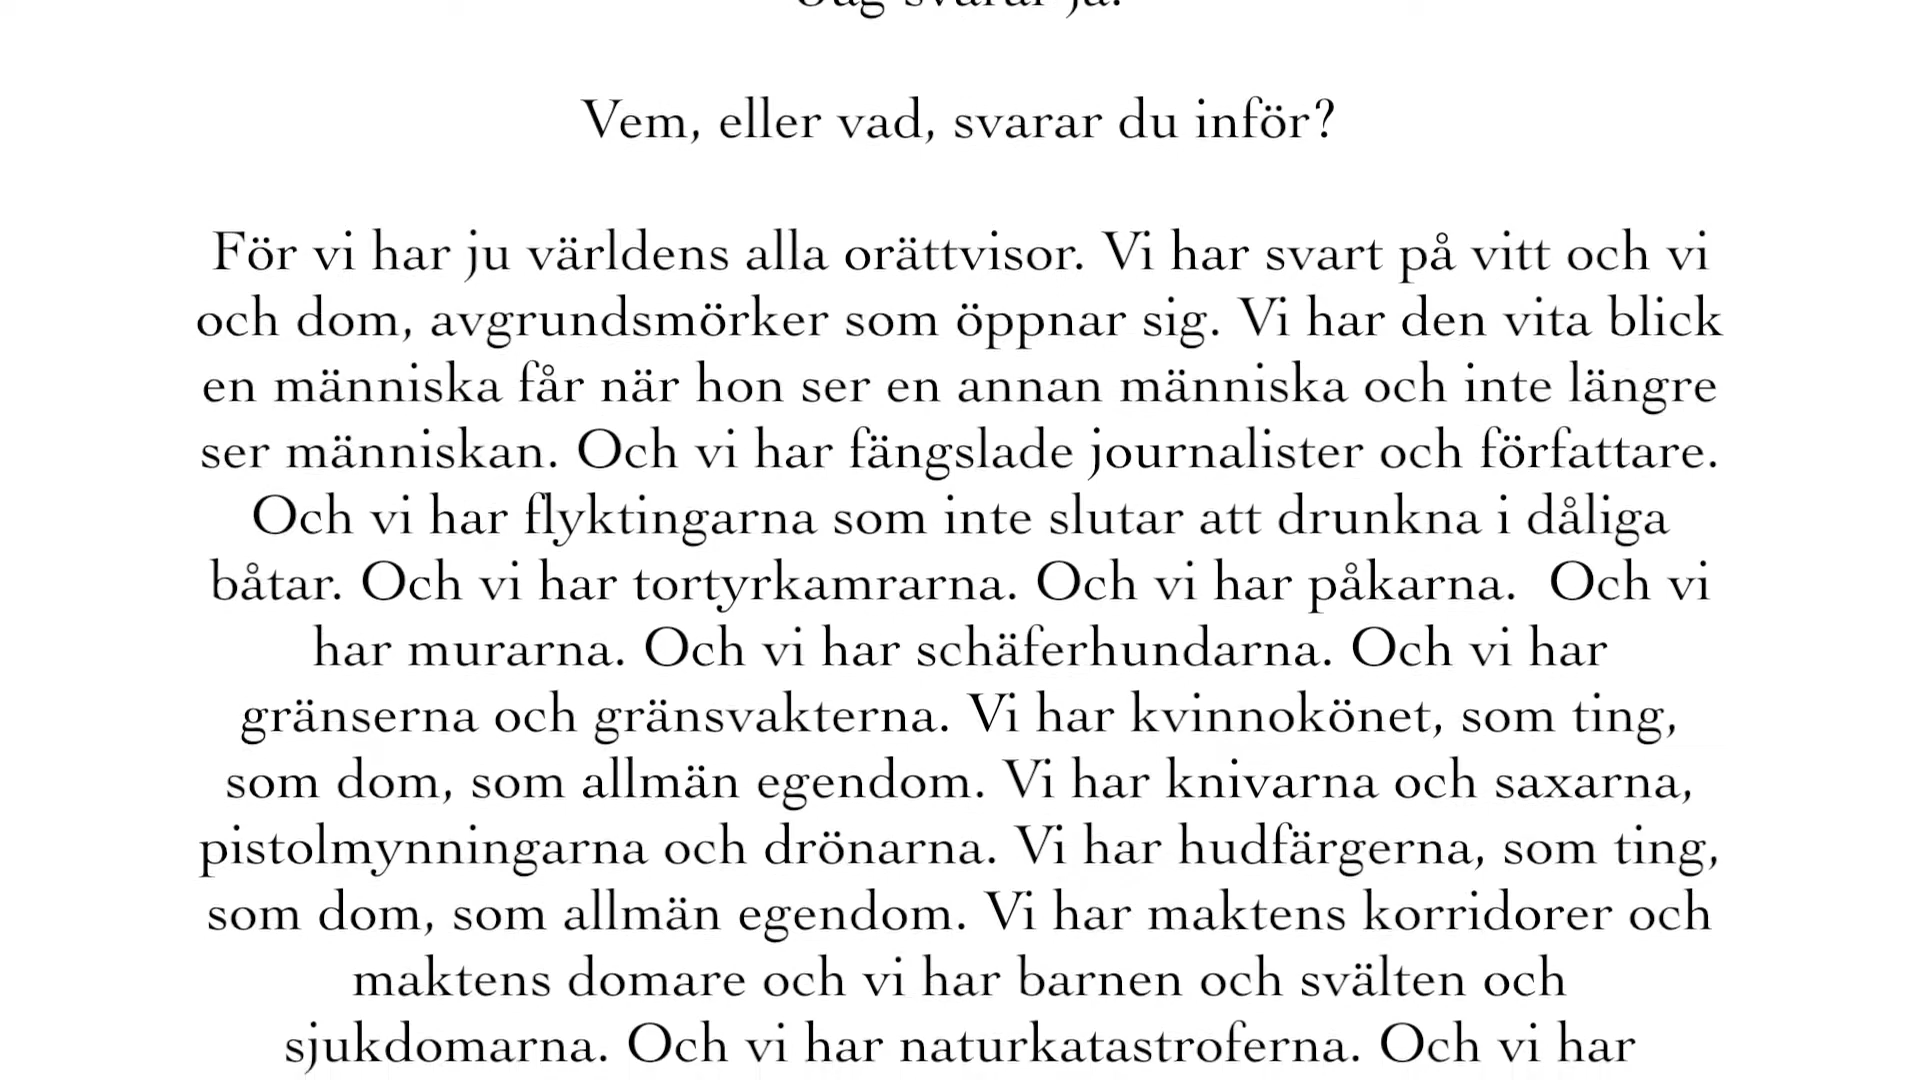 Jag svarar ja.
Vem, eller vad, svarar du inför?
För vi har ju världens alla orättvisor. Vi har svart på vitt och vi
och dom, avgrundsmörker som öppnar sig. Vi har den vita blick
en människa får när hon ser en annan människa och inte längre
ser människan. Och vi har fängslade journalister och författare.
Och vi har flyktingarna som inte slutar att drunkna i dåliga
båtar. Och vi har tortyrkamrarna. Och vi har påkarna.  Och vi
har murarna. Och vi har schäferhundarna. Och vi har
gränserna och gränsvakterna. Vi har kvinnokönet, som ting,
som dom, som allmän egendom. Vi har knivarna och saxarna,
pistolmynningarna och drönarna. Vi har hudfärgerna, som ting,
som dom, som allmän egendom. Vi har maktens korridorer och
maktens domare och vi har barnen och svälten och
sjukdomarna. Och vi har naturkatastroferna. Och vi har